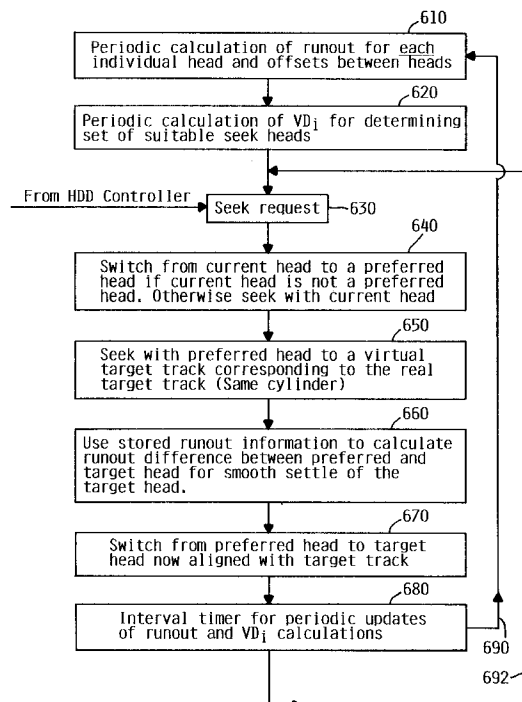 610
Periodic calculation of runout for each
individual head and offsets between heads
620
Periodic calculation of VDi for determining
set of suitable seek heads
From HDD Controller
Seek request
630
640
Switch from current head to a preferred
head if current head is not a preferred
head. Otherwise seek with current head
650
Seek with preferred head to a virtual
target track corresponding to the real
target track (Same cylinder)
660
Use stored runout information to calculate
runout difference between preferred and
target head for smooth settle of the
target head.
670
Switch from preferred head to target
head now aligned with target track
680
Interval timer for periodic updates
of runout and VDi calculations
690
692